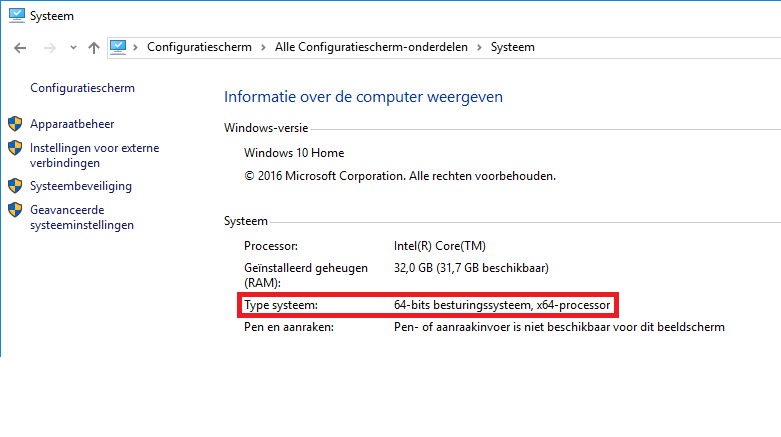 Systeem
Configuratiescherm > Alle Configuratiescherm-onderdelen > Systeem
Configuratiescherm
Apparaatbeheer
Instellingen voor externe
verbindingen
Systeembeveiliging
Geavanceerde
systeeminstellingen
Informatie over de computer weergeven
Windows-versie
Windows 10 Home
© 2016 Microsoft Corporation. Alle rechten voorbehouden.
Systeem
Processor: Intel(R) Core(TM)
Geïnstalleerd geheugen 32,0 GB (31,7 GB beschikbaar)
(RAM):
Type systeem: 64-bits besturingssysteem, x64-processor
Pen en aanraken: Pen- of aanraakinvoer is niet beschikbaar voor dit beeldscherm